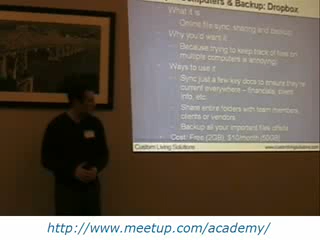 Computers & Backup: Dropbox
What it is
Online file sync, sharing and backup
Why you'd want it
Because trying to keep track of files on
multiple computers is annoying
Ways to use it
Sync just a few key docs to ensure they're
current everywhere – financials, client
info, etc.
Share entire folders with team members,
clients or vendors
Backup all your important files offsite
Cost: Free (2GB), $10/month (50GB)
Custom Living Solutions
http://www.meetup.com/academy/